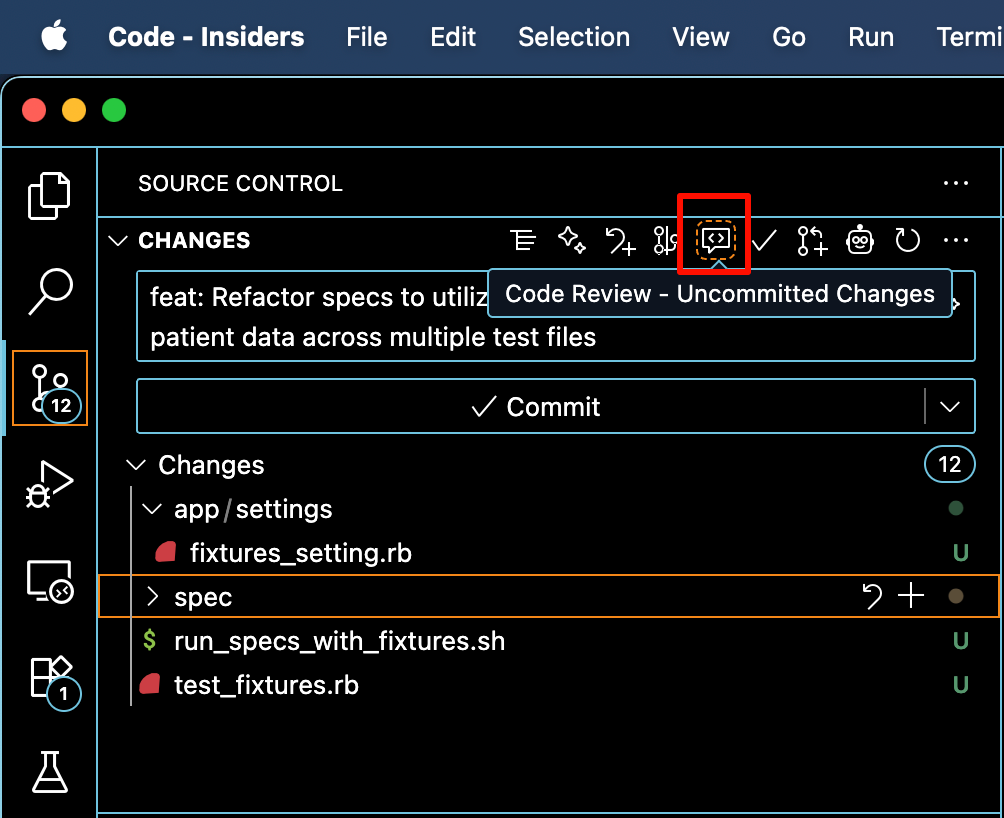 Code - Insiders File Edit Selection View Go Run Termi
SOURCE CONTROL
CHANGES
feat: Refactor specs to utiliz
Code Review - Uncommitted Changes
patient data across multiple test files
Commit
12
Changes 12
app/settings
fixtures_setting.rb U
spec
$ run_specs_with_fixtures.sh U
test_fixtures.rb U
1